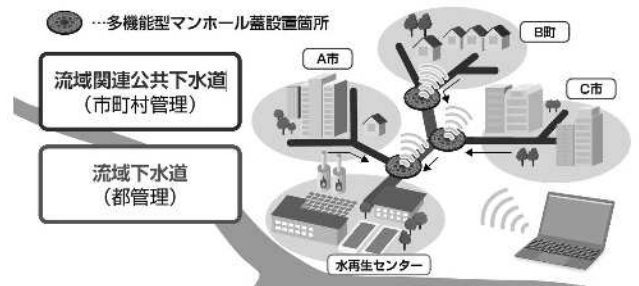 …多機能型マンホール蓋設置箇所
B町
A市
流域関連公共下水道
（市町村管理）
C市
流域下水道
（都管理）
水再生センター